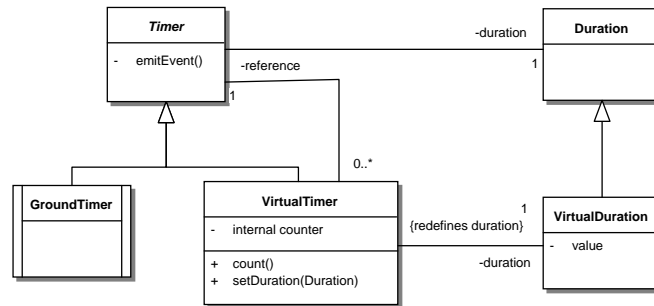 Timer
- emitEvent()
-duration
1
Duration
-reference
1
0..*
GroundTimer
VirtualTimer
- internal counter
+ count()
+ setDuration(Duration)
1
{redefines duration}
-duration
VirtualDuration
- value